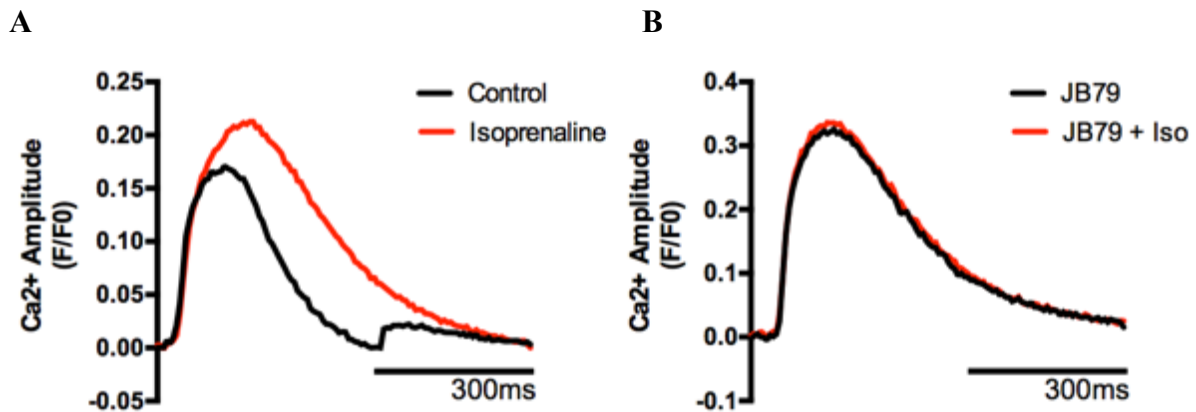 A
B
Ca2+ Amplitude
(F/F0)
0.25
0.20
0.15
0.10
0.05
0.00
-0.05
Control
Isoprenaline
300ms
Ca2+ Amplitude
(F/F0)
0.4
0.3
0.2
0.1
0.0
-0.1
JB79
JB79 + Iso
300ms